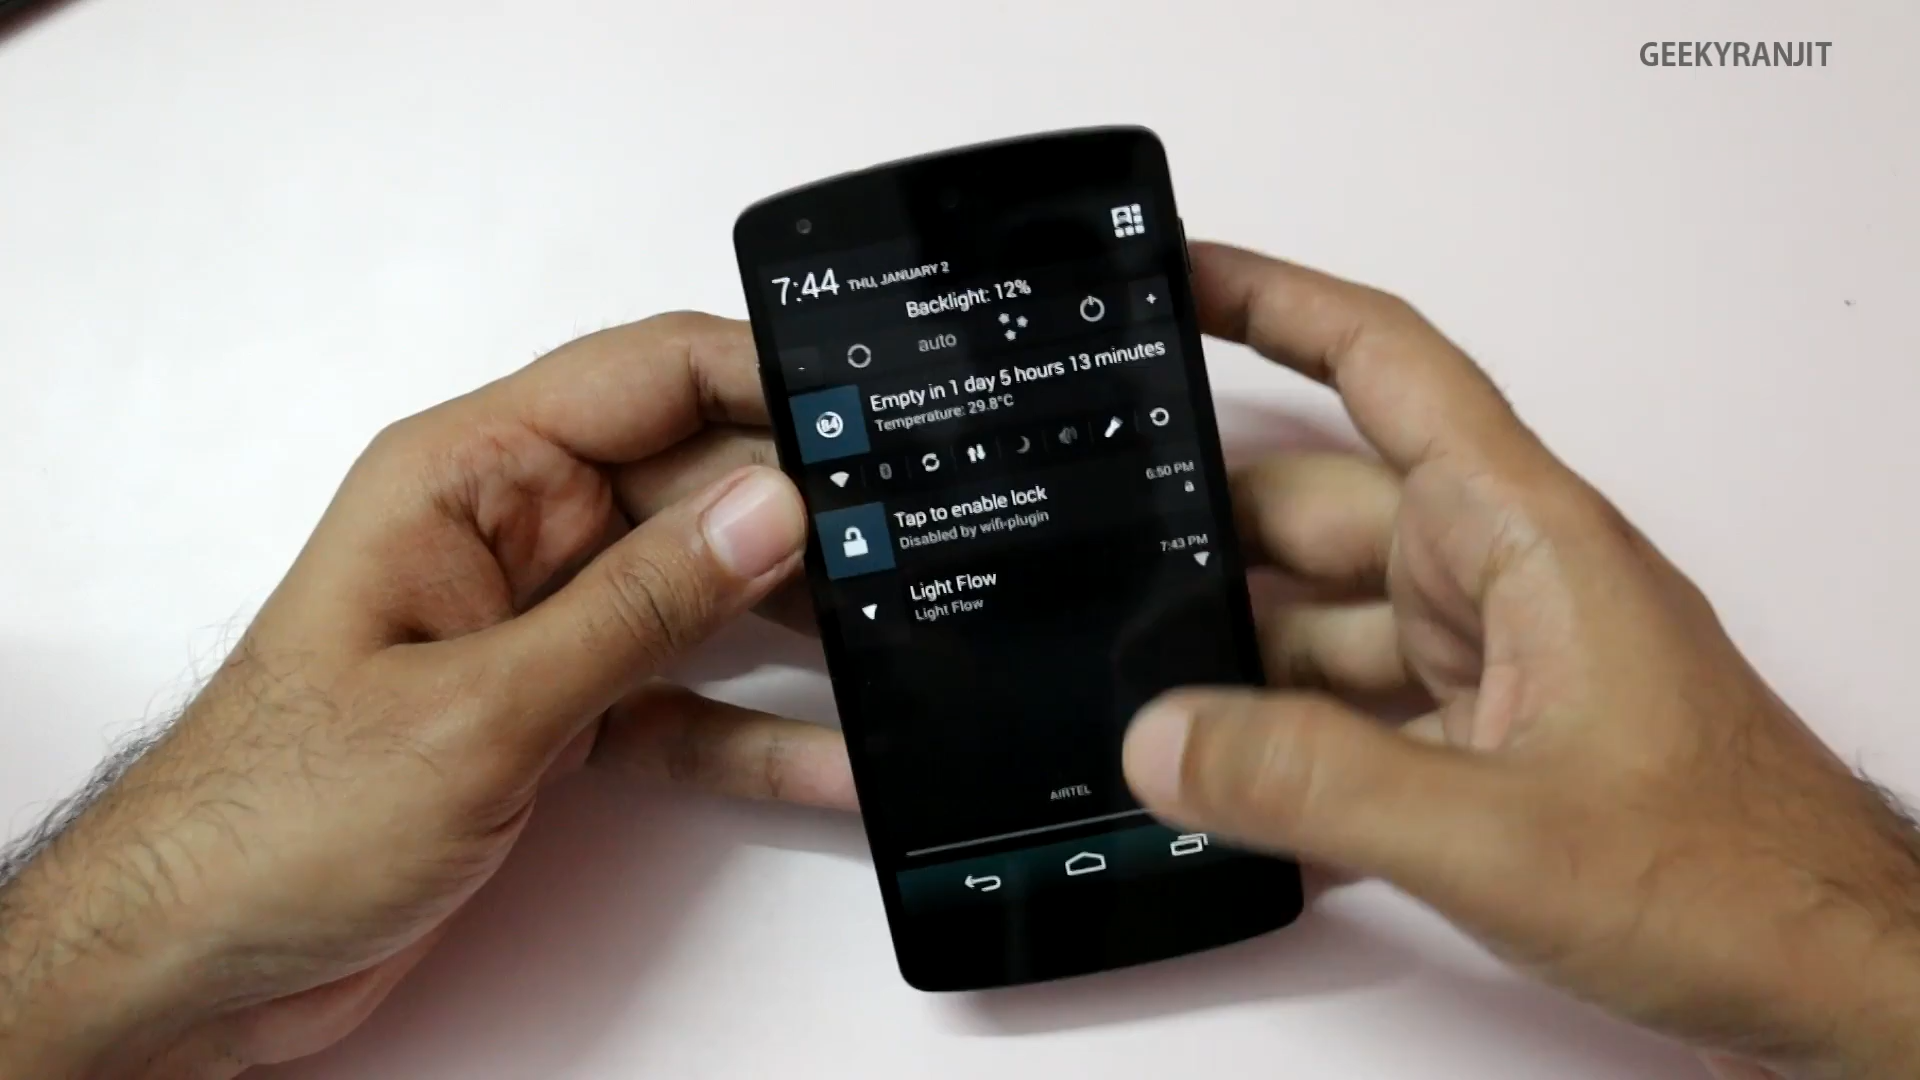 GEEKYRANJIT
7:44 THU, JANUARY 2
Backlight: 12%
- auto +
Empty in 1 day 5 hours 13 minutes
84
Temperature: 29.8°C
6:50 PM
Tap to enable lock
Disabled by wifi-plugin
7:43 PM
Light Flow
Light Flow
AIRTEL